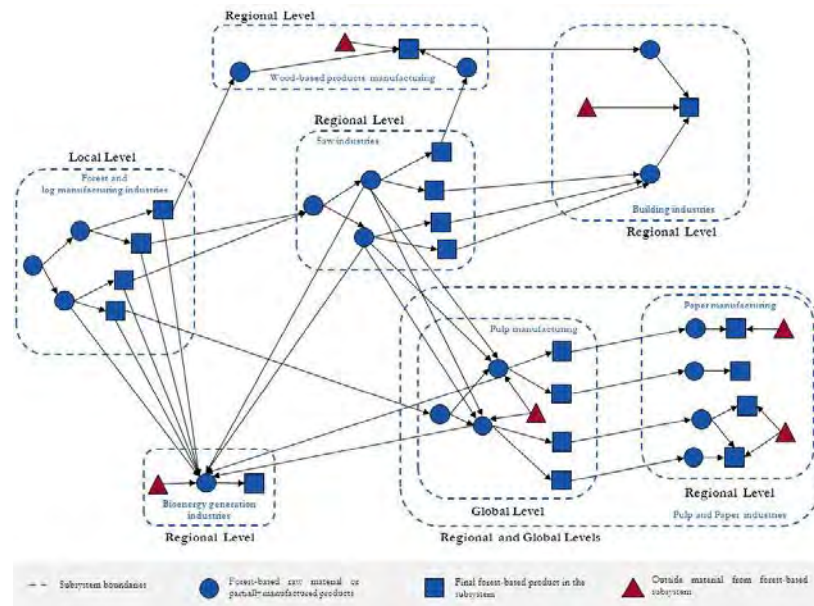 Regional Level
Wood-based products manufacturing
Regional Level
Saw industries
Building industries
Regional Level
Local Level
Forest and
log manufacturing industries
Pulp manufacturing
Paper manufacturing
Global Level
Regional Level
Pulp and Paper industries
Regional and Global Levels
Bioenergy generation
industries
Regional Level
Subsystem boundaries
Forest-based raw material or
partially manufactured products
Final forest-based product in the
subsystem
Outside material from forest-based
subsystem